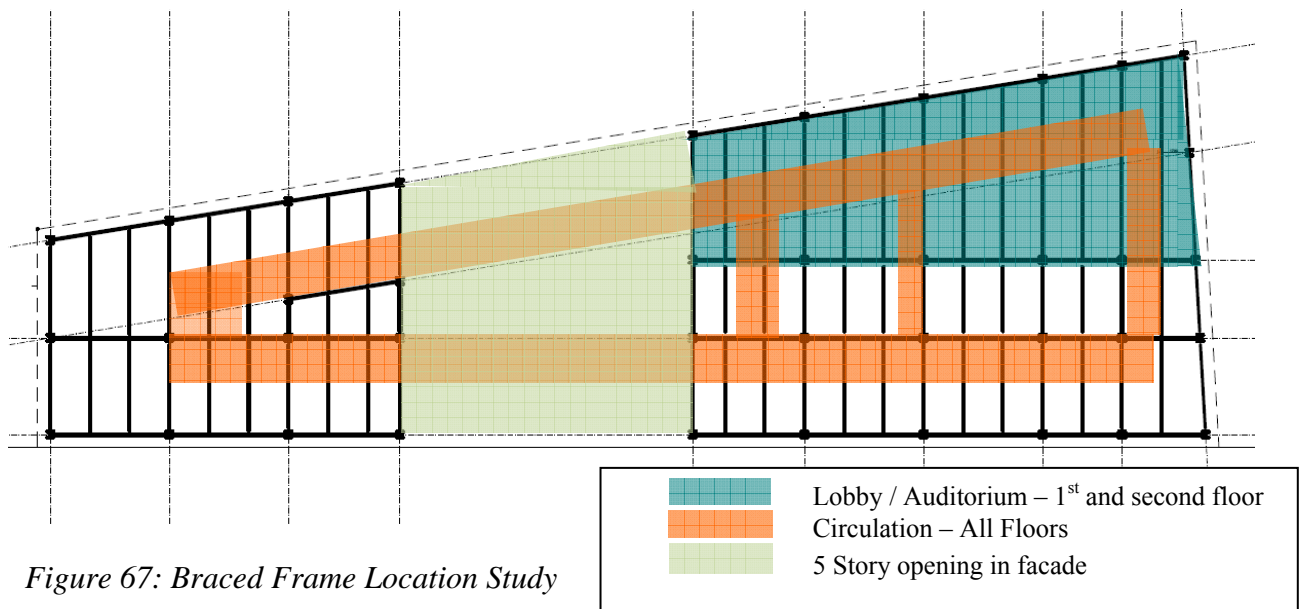 Lobby / Auditorium – 1st and second floor
Circulation – All Floors
5 Story opening in facade
Figure 67: Braced Frame Location Study